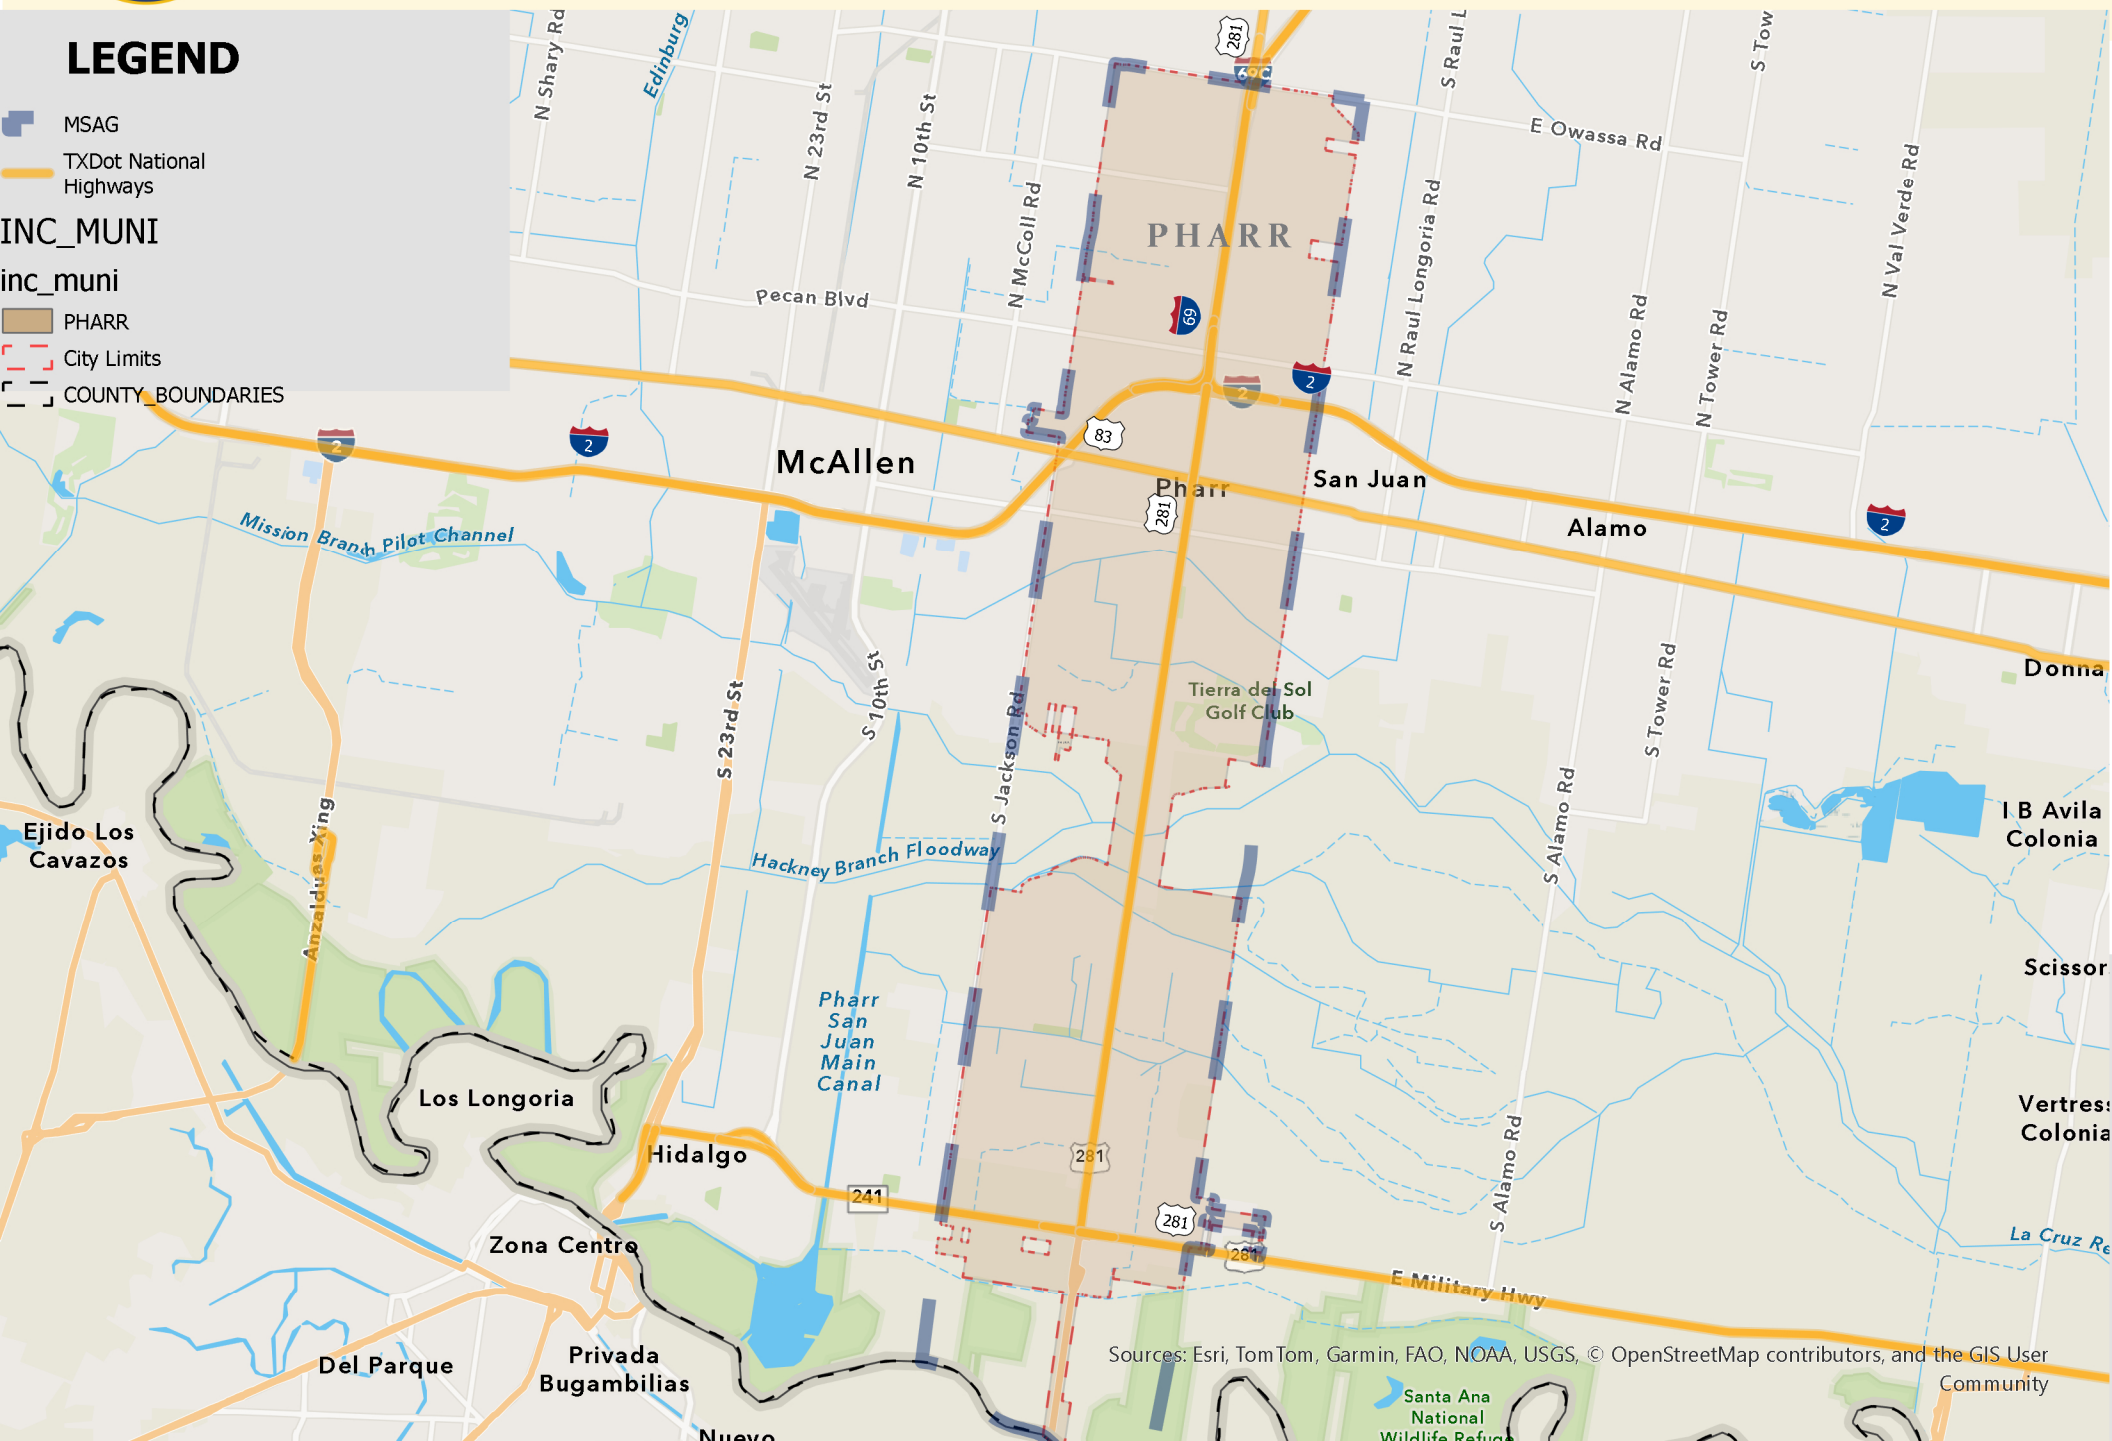 LEGEND
MSAG
TXDot National
Highways
INC_MUNI
inc_muni
PHARR
City Limits
COUNTY_BOUNDARIES
N Shary Rd
Edinburg
N 23rd St
N 10th St
N McColl Rd
281
69C
S Raul L
S Tow
E Owassa Rd
N Val Verde Rd
N Raul Longoria Rd
PHARR
Pecan Blvd
69
2
2
N Alamo Rd
N Tower Rd
2
2
83
McAllen
Pharr
281
San Juan
Alamo
2
Mission Branch Pilot Channel
Donna
S 23rd St
S 10th St
S Jackson Rd
Tierra del Sol
Golf Club
S Tower Rd
S Alamo Rd
Ejido Los
Cavazos
Anzalduas Xing
Hackney Branch Floodway
I B Avila
Colonia
Scissor
Pharr
San
Juan
Main
Canal
Los Longoria
Vertress
Colonia
Hidalgo
241
281
281
281
S Alamo Rd
Zona Centro
La Cruz Re
E Military Hwy
Del Parque
Privada
Bugambilias
Sources: Esri, TomTom, Garmin, FAO, NOAA, USGS, © OpenStreetMap contributors, and the GIS User
Community
Santa Ana
National
Wildlife Refuge
Nuevo